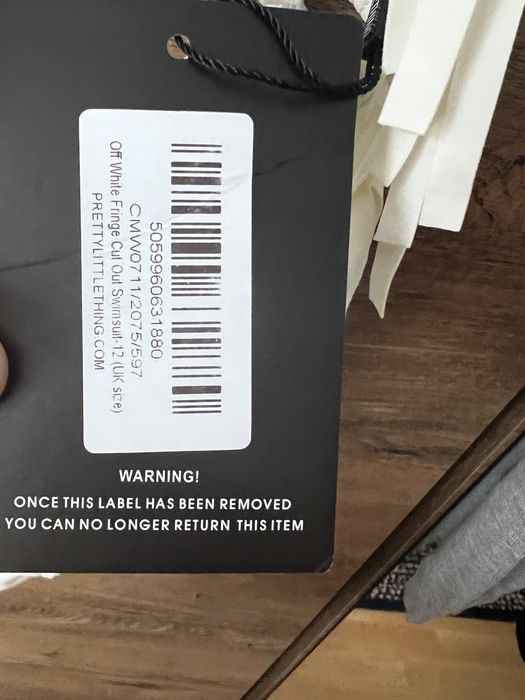 5059960631880
CMW0711/2075/597
Off White Fringe Cut Out Swimsuit-12 (UK size)
PRETTYLITTLETHING.COM
WARNING!
ONCE THIS LABEL HAS BEEN REMOVED
YOU CAN NO LONGER RETURN THIS ITEM